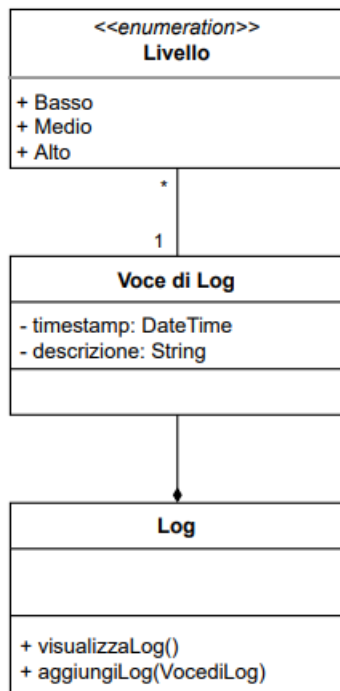 <<enumeration>>
Livello
+ Basso
+ Medio
+ Alto
*
1
Voce di Log
- timestamp: DateTime
- descrizione: String
Log
+ visualizzaLog()
+ aggiungiLog(VocediLog)